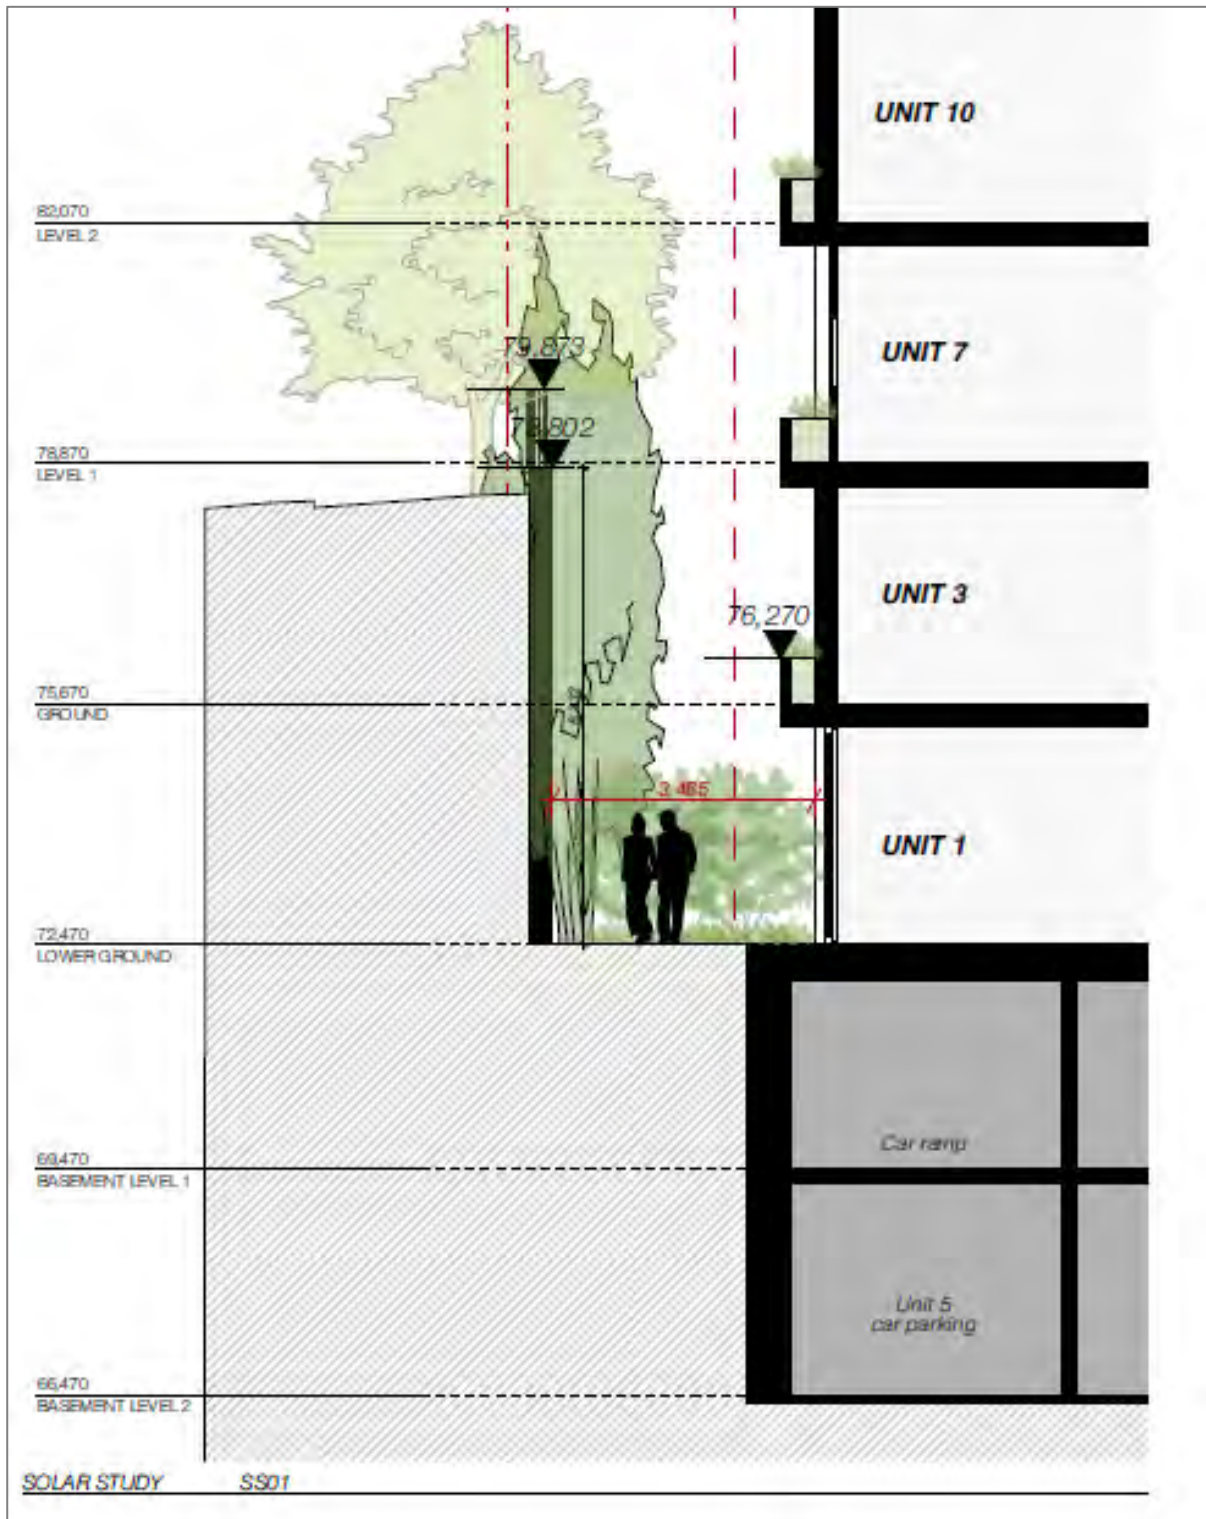 UNIT 10
82,070
LEVEL 2
79,873
UNIT 7
78,870
LEVEL 1
UNIT 3
76,270
75,670
GROUND
3 465
UNIT 1
72,470
LOWER GROUND
Car ramp
69,470
BASEMENT LEVEL 1
Unit 5
car parking
66,470
BASEMENT LEVEL 2
SOLAR STUDY SS01